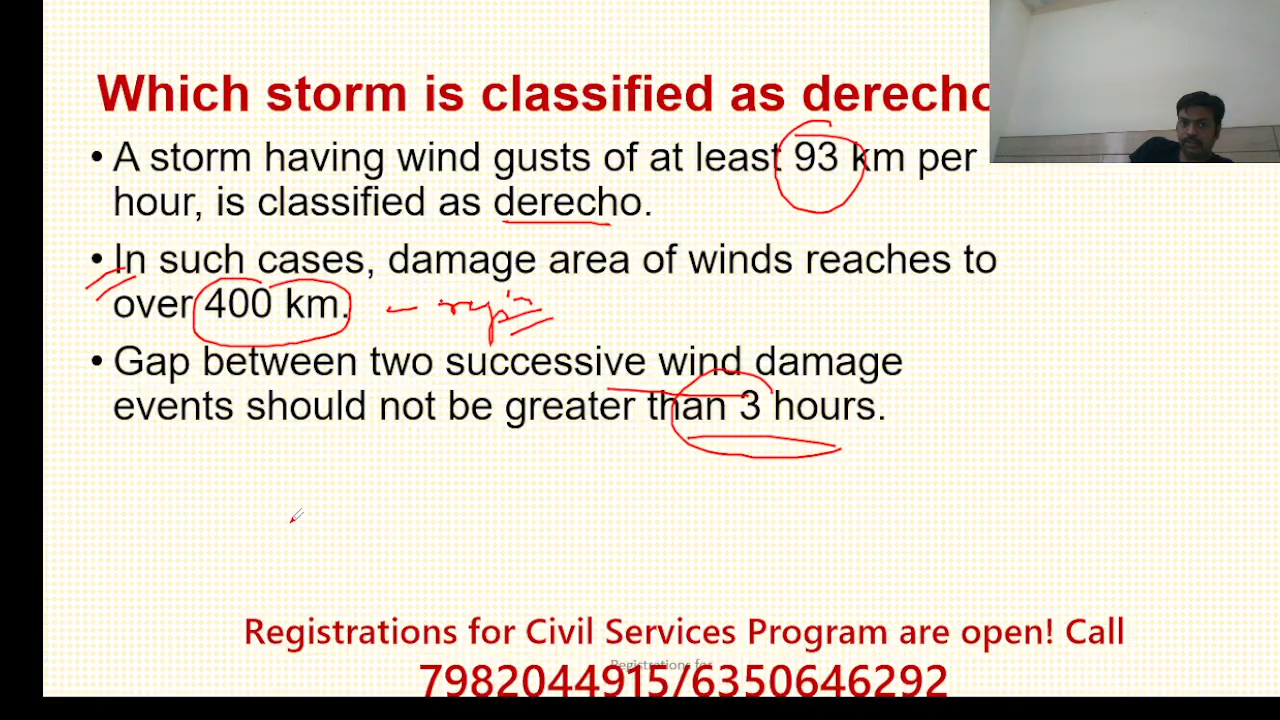 Which storm is classified as derecho
• A storm having wind gusts of at least 93 km per
hour, is classified as derecho.
• In such cases, damage area of winds reaches to
over 400 km. – region
• Gap between two successive wind damage
events should not be greater than 3 hours.
Registrations for Civil Services Program are open! Call
Registrations for
7982044915/6350646292